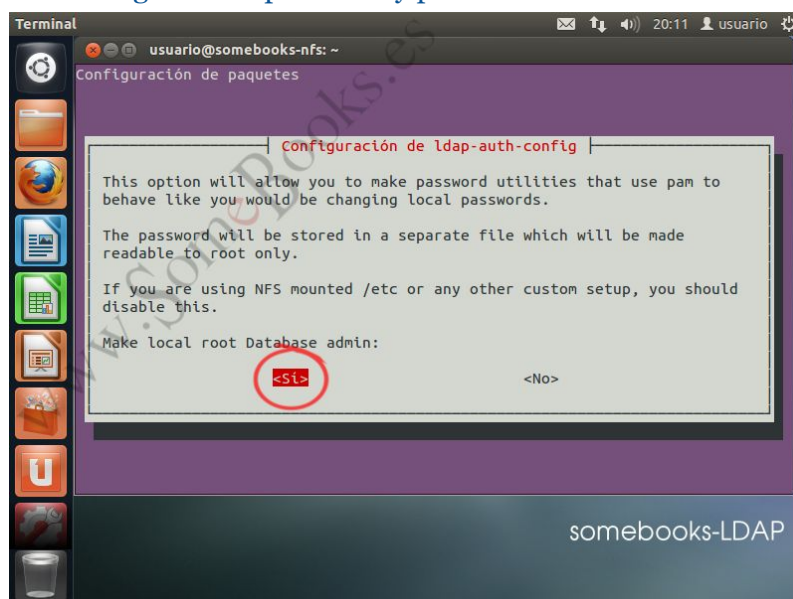 Terminal
20:11 usuario
usuario@somebooks-nfs: ~
Configuración de paquetes
Configuración de ldap-auth-config
This option will allow you to make password utilities that use pam to
behave like you would be changing local passwords.
The password will be stored in a separate file which will be made
readable to root only.
If you are using NFS mounted /etc or any other custom setup, you should
disable this.
Make local root Database admin:
<Sí> <No>
www.SomeBooks.es
somebooks-LDAP